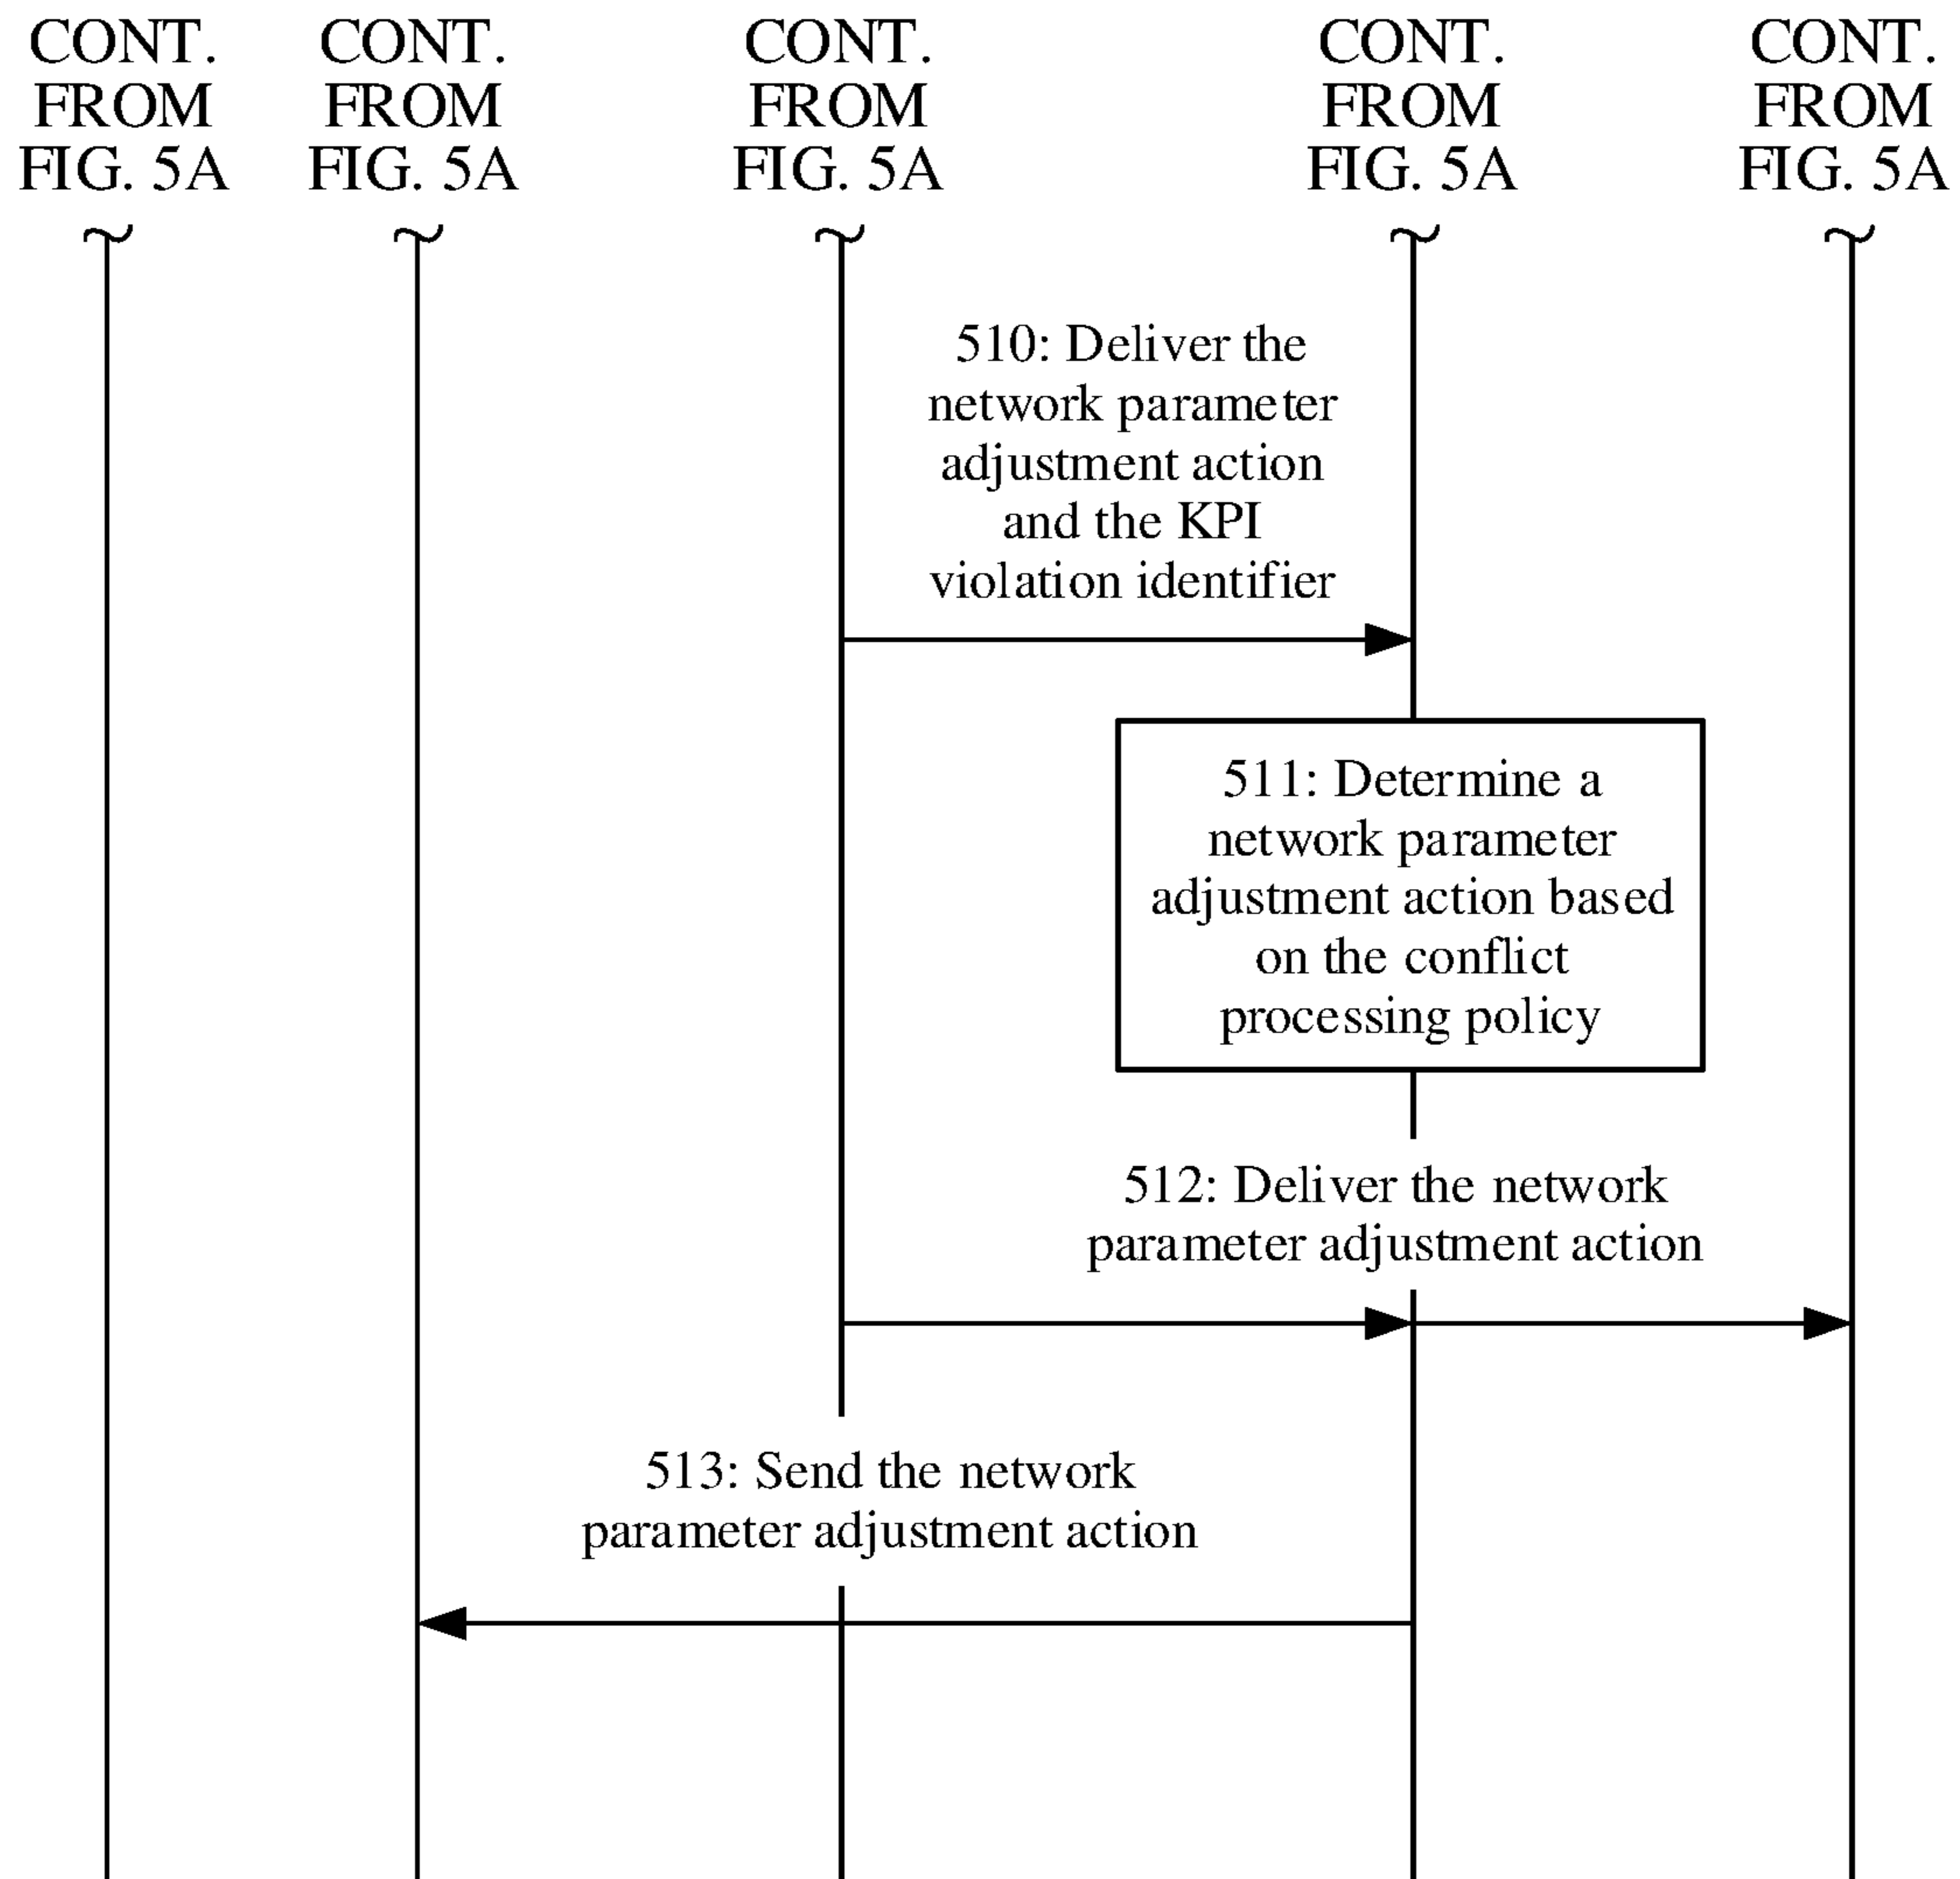 CONT.
FROM
FIG. 5A
CONT.
FROM
FIG. 5A
CONT.
FROM
FIG. 5A
CONT.
FROM
FIG. 5A
CONT.
FROM
FIG. 5A
510: Deliver the
network parameter
adjustment action
and the KPI
violation identifier
511: Determine a
network parameter
adjustment action based
on the conflict
processing policy
512: Deliver the network
parameter adjustment action
513: Send the network
parameter adjustment action